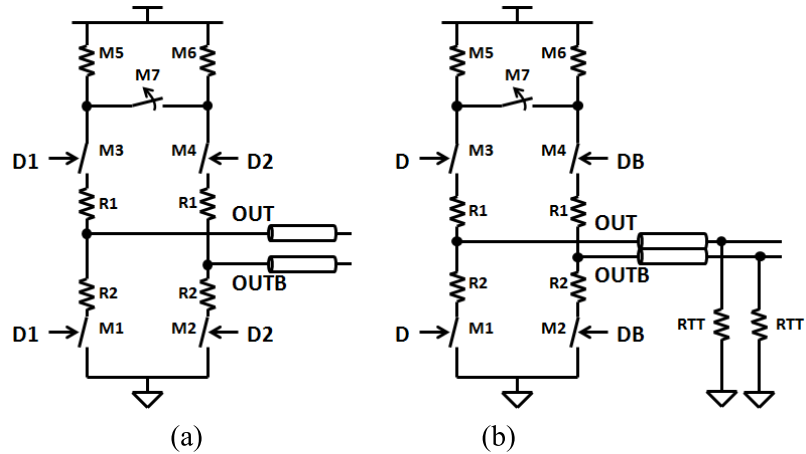 M5 M6 M5 M6
M7 M7
D1 M3 M4 D2 D M3 M4 DB
R1 R1 OUT R1 R1 OUT
OUTB OUTB
R2 R2 R2 R2
D1 M1 M2 D2 D M1 M2 DB RTT RTT
(a) (b)